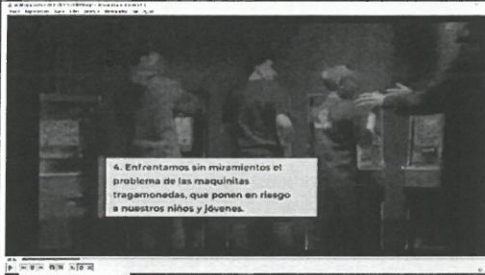 4. Enfrentamos sin miramientos el
problema de las maquinitas
tragamonedas, que ponen en riesgo
a nuestros niños y jóvenes.